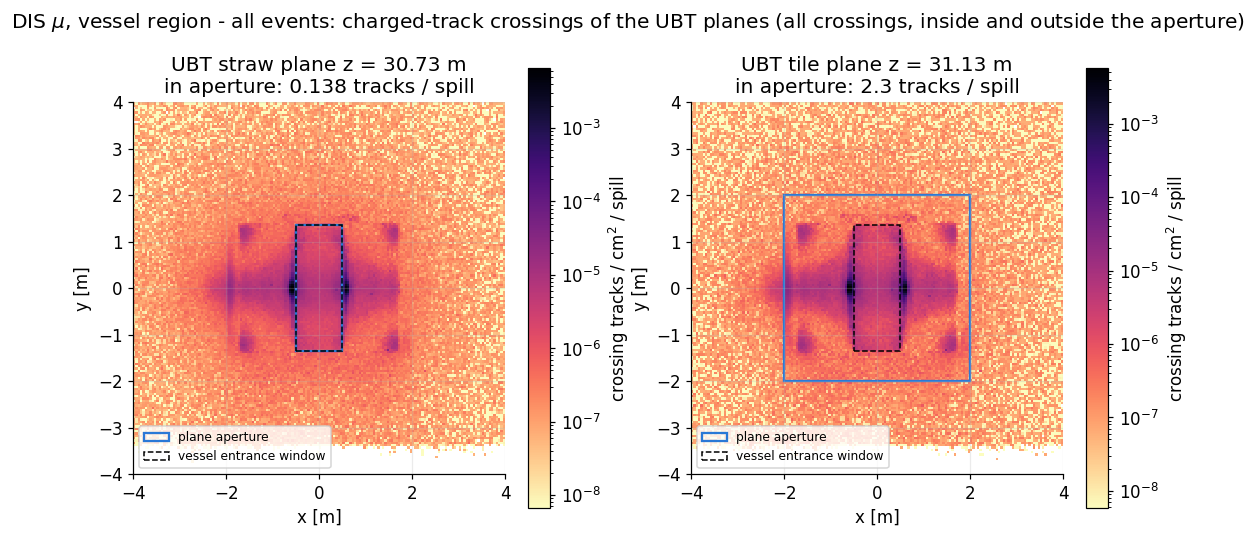 DIS μ, vessel region - all events: charged-track crossings of the UBT planes (all crossings, inside and outside the aperture)
UBT straw plane z = 30.73 m
in aperture: 0.138 tracks / spill
4
3
2
1
0
−1
−2
−3
−4
y [m]
plane aperture
vessel entrance window
−4
−2
0
2
4
x [m]
10⁻³
10⁻⁴
10⁻⁵
10⁻⁶
10⁻⁷
10⁻⁸
crossing tracks / cm² / spill
UBT tile plane z = 31.13 m
in aperture: 2.3 tracks / spill
4
3
2
1
0
−1
−2
−3
−4
y [m]
plane aperture
vessel entrance window
−4
−2
0
2
4
x [m]
10⁻³
10⁻⁴
10⁻⁵
10⁻⁶
10⁻⁷
10⁻⁸
crossing tracks / cm² / spill